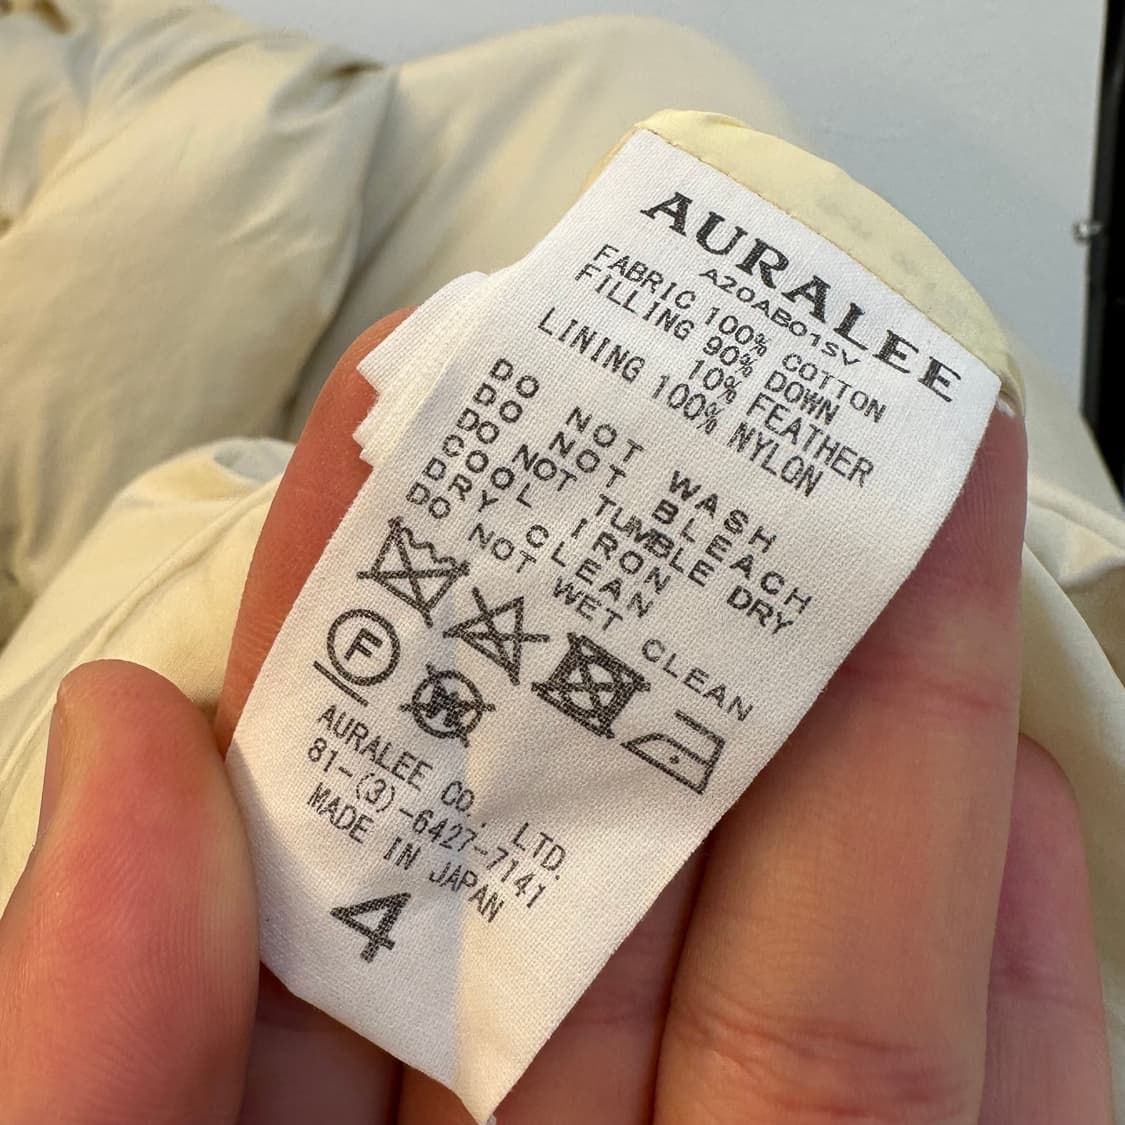 AURALEE
A20AB01SV
FABRIC 100% COTTON
FILLING 90% DOWN
10% FEATHER
LINING 100% NYLON
DO NOT WASH
DO NOT BLEACH
DO NOT TUMBLE DRY
COOL IRON
DRY CLEAN
DO NOT WET CLEAN
F
W
AURALEE CO., LTD.
81-(3)-6427-7141
MADE IN JAPAN
4